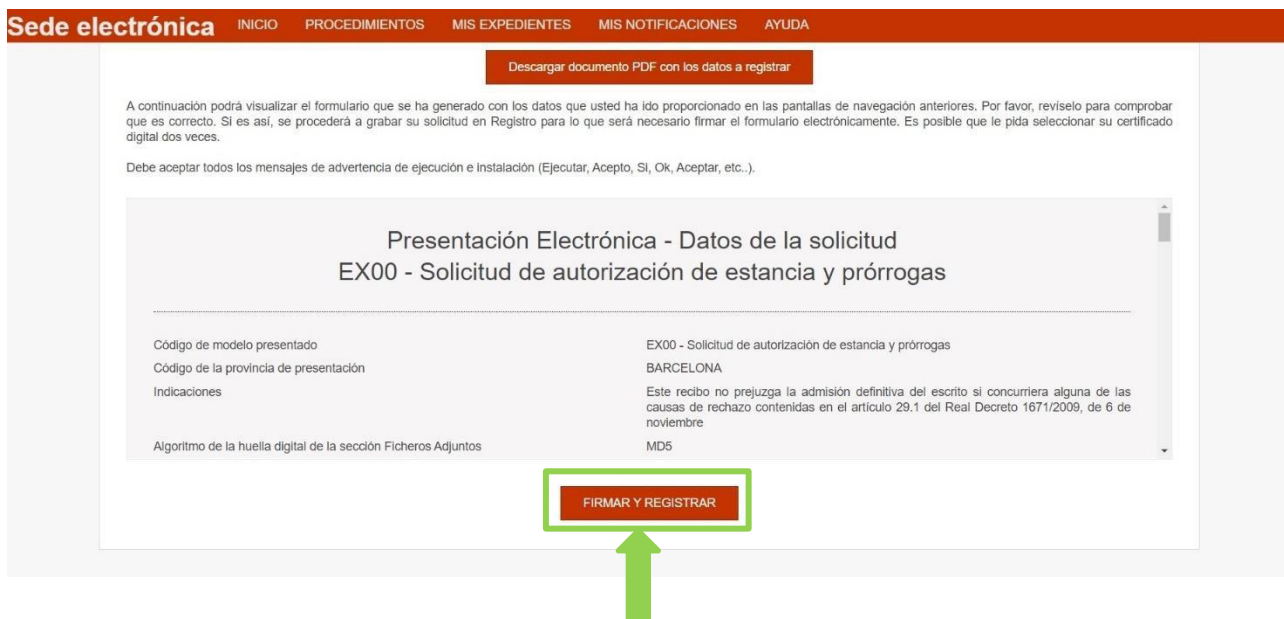 Sede electrónica INICIO PROCEDIMIENTOS MIS EXPEDIENTES MIS NOTIFICACIONES AYUDA
Descargar documento PDF con los datos a registrar
A continuación podrá visualizar el formulario que se ha generado con los datos que usted ha ido proporcionado en las pantallas de navegación anteriores. Por favor, revíselo para comprobar
que es correcto. Si es así, se procederá a grabar su solicitud en Registro para lo que será necesario firmar el formulario electrónicamente. Es posible que le pida seleccionar su certificado
digital dos veces.
Debe aceptar todos los mensajes de advertencia de ejecución e instalación (Ejecutar, Acepto, Si, Ok, Aceptar, etc..).
Presentación Electrónica - Datos de la solicitud
EX00 - Solicitud de autorización de estancia y prórrogas
Código de modelo presentado EX00 - Solicitud de autorización de estancia y prórrogas
Código de la provincia de presentación BARCELONA
Indicaciones Este recibo no prejuzga la admisión definitiva del escrito si concurriera alguna de las
causas de rechazo contenidas en el artículo 29.1 del Real Decreto 1671/2009, de 6 de
noviembre
Algoritmo de la huella digital de la sección Ficheros Adjuntos MD5
FIRMAR Y REGISTRAR